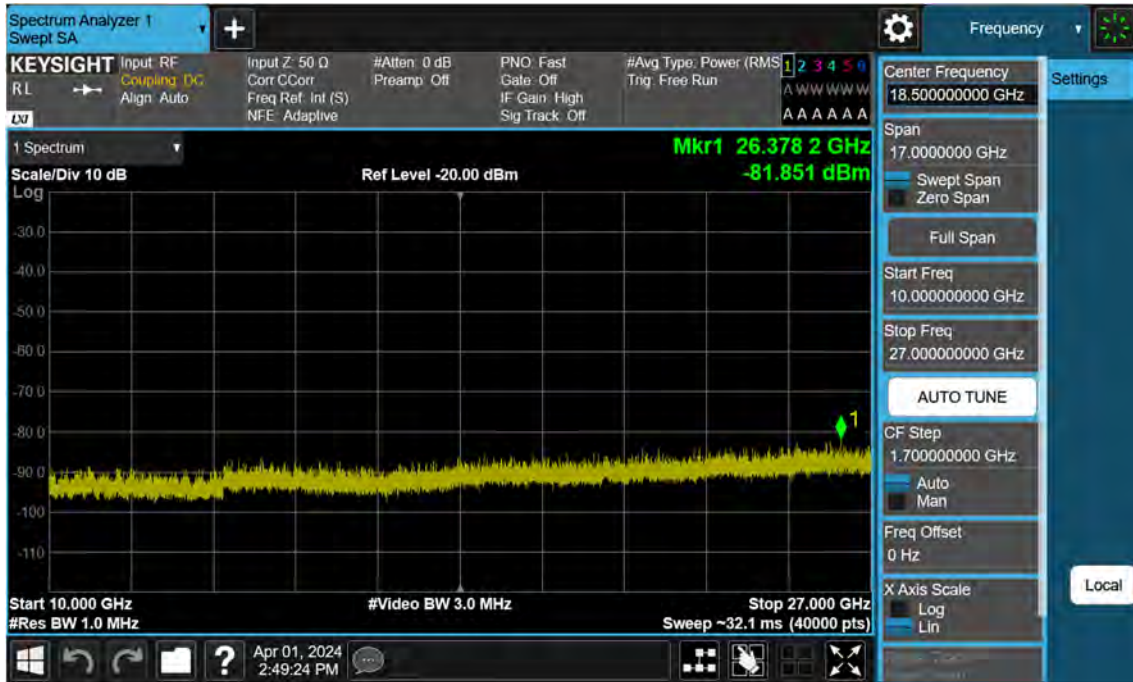 Spectrum Analyzer 1
Swept SA
Frequency
KEYSIGHT
RL
LXI
Input: RF
Coupling: DC
Align: Auto
Input Z: 50 Ω
Corr CCorr
Freq Ref: Int (S)
NFE: Adaptive
#Atten: 0 dB
Preamp: Off
PNO: Fast
Gate: Off
IF Gain: High
Sig Track: Off
#Avg Type: Power (RMS
Trig: Free Run
1 2 3 4 5 6
A W W W W W
A A A A A A
1 Spectrum
Scale/Div 10 dB
Ref Level -20.00 dBm
Mkr1 26.378 2 GHz
-81.851 dBm
Log
-30.0
-40.0
-50.0
-60.0
-70.0
-80.0
-90.0
-100
-110
1
Start 10.000 GHz
#Res BW 1.0 MHz
#Video BW 3.0 MHz
Stop 27.000 GHz
Sweep ~32.1 ms (40000 pts)
Center Frequency
18.500000000 GHz
Settings
Span
17.0000000 GHz
Swept Span
Zero Span
Full Span
Start Freq
10.000000000 GHz
Stop Freq
27.000000000 GHz
AUTO TUNE
CF Step
1.700000000 GHz
Auto
Man
Freq Offset
0 Hz
X Axis Scale
Log
Lin
Local
?
Apr 01, 2024
2:49:24 PM